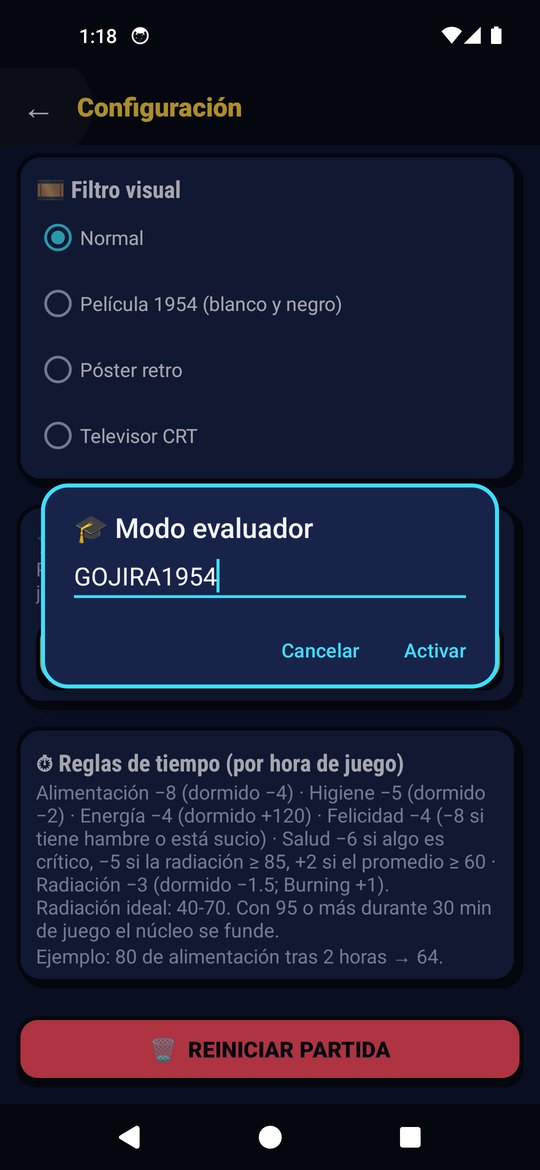 1:18
← Configuración
🎞️ Filtro visual
Normal
Película 1954 (blanco y negro)
Póster retro
Televisor CRT
🎓 Modo evaluador
GOJIRA1954
Cancelar Activar
⏱ Reglas de tiempo (por hora de juego)
Alimentación −8 (dormido −4) · Higiene −5 (dormido
−2) · Energía −4 (dormido +120) · Felicidad −4 (−8 si
tiene hambre o está sucio) · Salud −6 si algo es
crítico, −5 si la radiación ≥ 85, +2 si el promedio ≥ 60 ·
Radiación −3 (dormido −1.5; Burning +1).
Radiación ideal: 40-70. Con 95 o más durante 30 min
de juego el núcleo se funde.
Ejemplo: 80 de alimentación tras 2 horas → 64.
🗑️ REINICIAR PARTIDA